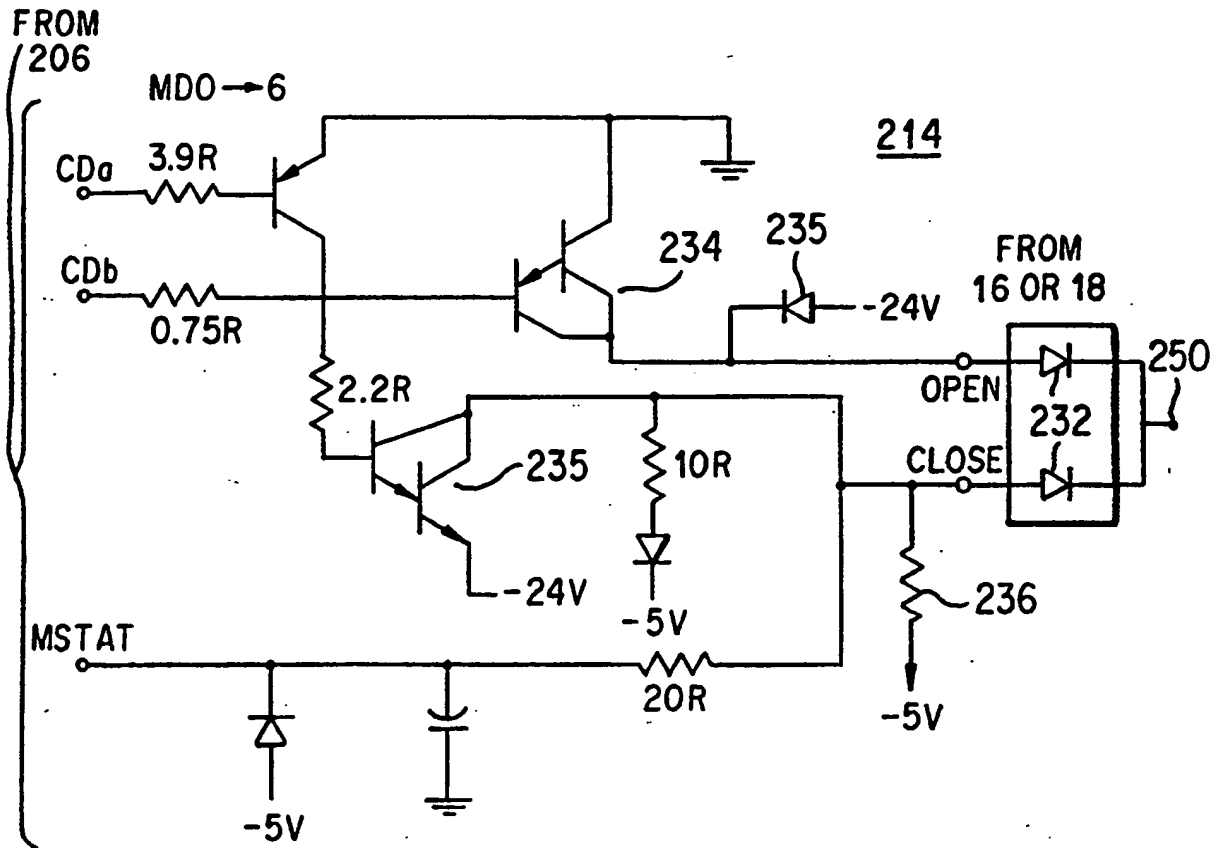 FROM
206
MDO→6
214
CDa
3.9R
CDb
0.75R
234
235
-24V
FROM
16 OR 18
250
OPEN
232
CLOSE
2.2R
235
10R
-24V
-5V
236
MSTAT
20R
-5V
-5V